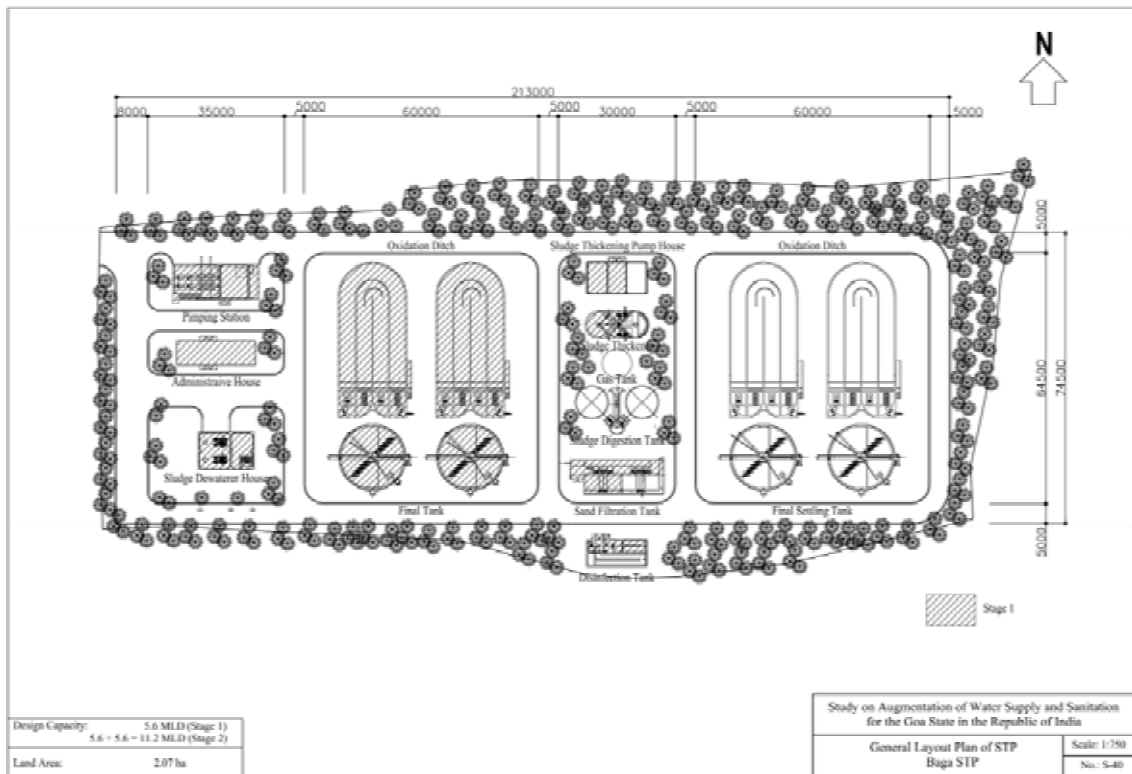 N
213000
8000 35000 5000 60000 5000 30000 5000 60000 5000
5000
Oxidation Ditch
Sludge Thickening Pump House
Oxidation Ditch
Pimping Station
Sludge Thickener
Administraive House
Gas Tank
64500
74500
Sludge Digestion Tank
Sludge Dewaterer House
Final Tank
Sand Filtration Tank
Final Settling Tank
5000
Disinfection Tank
Stage 1
Design Capacity: 5.6 MLD (Stage 1)
5.6 + 5.6 = 11.2 MLD (Stage 2)
Land Area: 2.07 ha
Study on Augmentation of Water Supply and Sanitation
for the Goa State in the Republic of India
General Layout Plan of STP
Baga STP
Scale: 1:750
No.: S-40